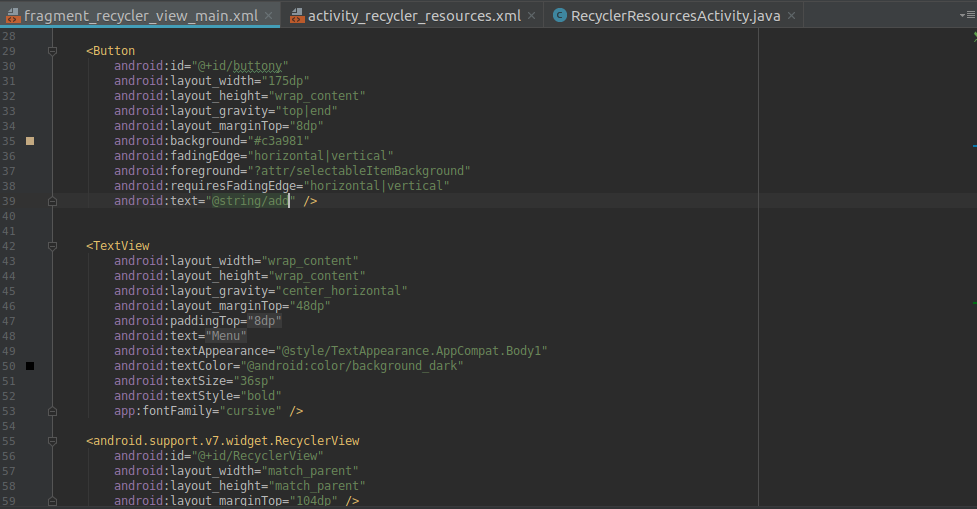 fragment_recycler_view_main.xml × activity_recycler_resources.xml × C RecyclerResourcesActivity.java ×
28
29 <Button
30 android:id="@+id/buttony"
31 android:layout_width="175dp"
32 android:layout_height="wrap_content"
33 android:layout_gravity="top|end"
34 android:layout_marginTop="8dp"
35 android:background="#c3a981"
36 android:fadingEdge="horizontal|vertical"
37 android:foreground="?attr/selectableItemBackground"
38 android:requiresFadingEdge="horizontal|vertical"
39 android:text="@string/add" />
40
41
42 <TextView
43 android:layout_width="wrap_content"
44 android:layout_height="wrap_content"
45 android:layout_gravity="center_horizontal"
46 android:layout_marginTop="48dp"
47 android:paddingTop="8dp"
48 android:text="Menu"
49 android:textAppearance="@style/TextAppearance.AppCompat.Body1"
50 android:textColor="@android:color/background_dark"
51 android:textSize="36sp"
52 android:textStyle="bold"
53 app:fontFamily="cursive" />
54
55 <android.support.v7.widget.RecyclerView
56 android:id="@+id/RecyclerView"
57 android:layout_width="match_parent"
58 android:layout_height="match_parent"
59 android:layout_marginTop="104dp" />